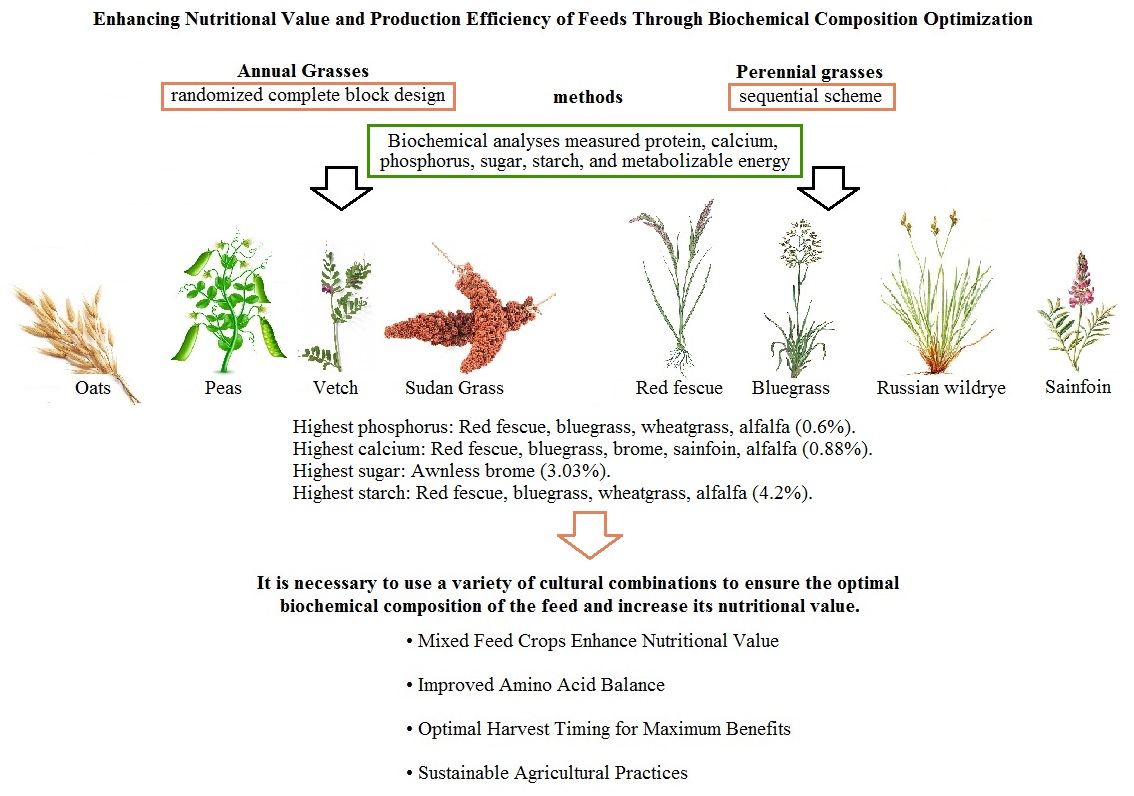 Enhancing Nutritional Value and Production Efficiency of Feeds Through Biochemical Composition Optimization
Annual Grasses
randomized complete block design
methods
Perennial grasses
sequential scheme
Biochemical analyses measured protein, calcium,
phosphorus, sugar, starch, and metabolizable energy
Oats
Peas
Vetch
Sudan Grass
Red fescue
Bluegrass
Russian wildrye
Sainfoin
Highest phosphorus: Red fescue, bluegrass, wheatgrass, alfalfa (0.6%).
Highest calcium: Red fescue, bluegrass, brome, sainfoin, alfalfa (0.88%).
Highest sugar: Awnless brome (3.03%).
Highest starch: Red fescue, bluegrass, wheatgrass, alfalfa (4.2%).
It is necessary to use a variety of cultural combinations to ensure the optimal
biochemical composition of the feed and increase its nutritional value.
• Mixed Feed Crops Enhance Nutritional Value
• Improved Amino Acid Balance
• Optimal Harvest Timing for Maximum Benefits
• Sustainable Agricultural Practices